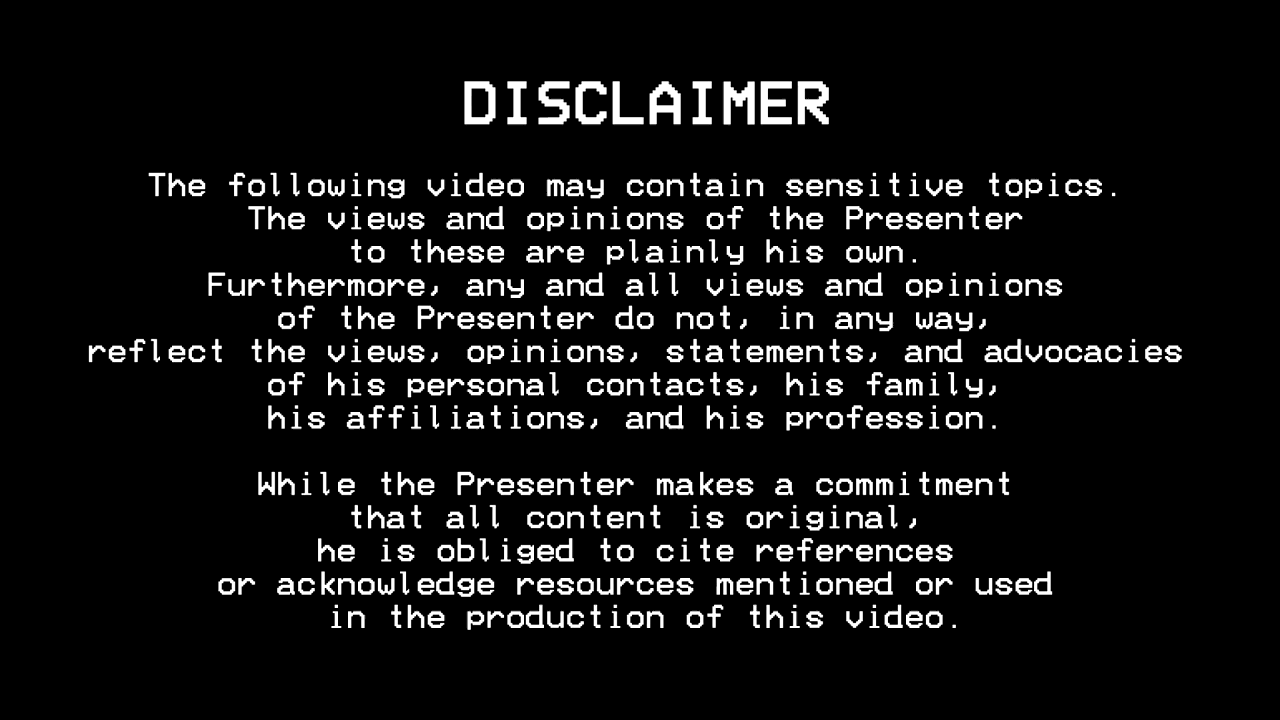 DISCLAIMER
The following video may contain sensitive topics.
The views and opinions of the Presenter
to these are plainly his own.
Furthermore, any and all views and opinions
of the Presenter do not, in any way,
reflect the views, opinions, statements, and advocacies
of his personal contacts, his family,
his affiliations, and his profession.
While the Presenter makes a commitment
that all content is original,
he is obliged to cite references
or acknowledge resources mentioned or used
in the production of this video.